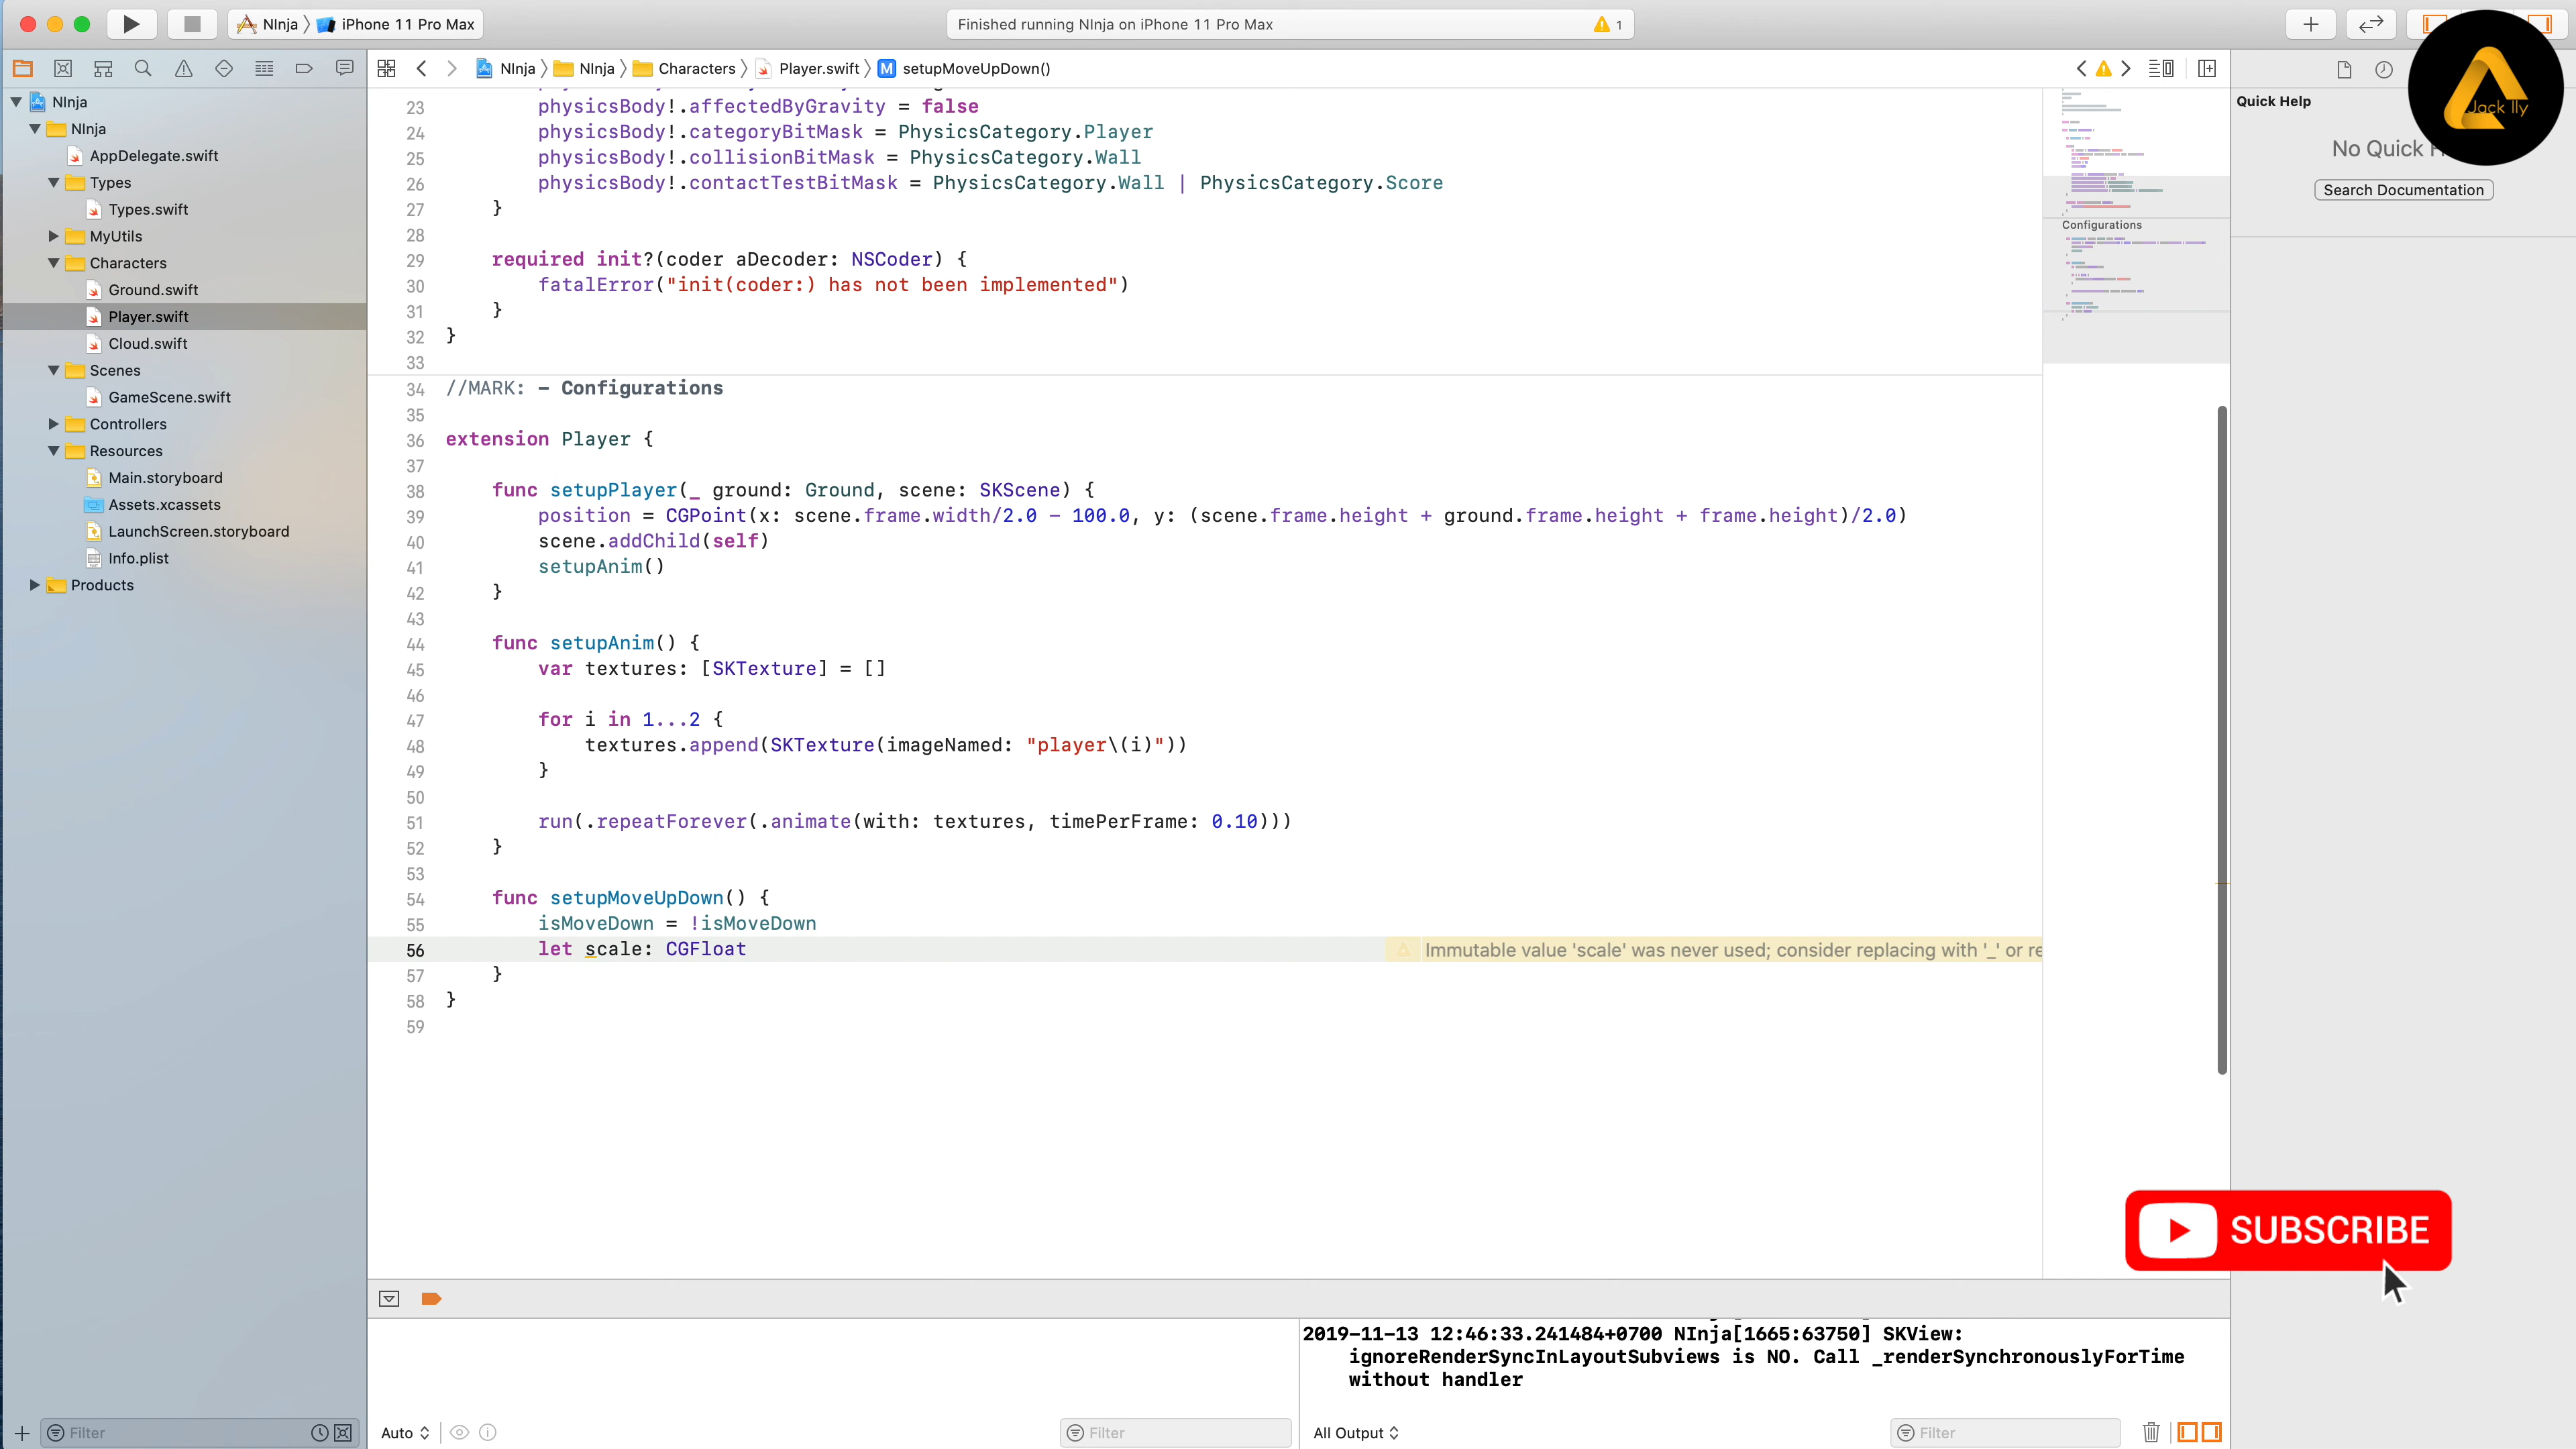 NInja
iPhone 11 Pro Max
Finished running NInja on iPhone 11 Pro Max
1
NInja
NInja
Characters
Player.swift
M
setupMoveUpDown()
Jack Ily
Quick Help
Search Documentation
NInja
NInja
AppDelegate.swift
Types
Types.swift
MyUtils
Characters
Ground.swift
Player.swift
Cloud.swift
Scenes
GameScene.swift
Controllers
Resources
Main.storyboard
Assets.xcassets
LaunchScreen.storyboard
Info.plist
Products
23 physicsBody!.affectedByGravity = false
24 physicsBody!.categoryBitMask = PhysicsCategory.Player
25 physicsBody!.collisionBitMask = PhysicsCategory.Wall
26 physicsBody!.contactTestBitMask = PhysicsCategory.Wall | PhysicsCategory.Score
27 }
28
29 required init?(coder aDecoder: NSCoder) {
30 fatalError("init(coder:) has not been implemented")
31 }
32 }
33
34 //MARK: - Configurations
35
36 extension Player {
37
38 func setupPlayer(_ ground: Ground, scene: SKScene) {
39 position = CGPoint(x: scene.frame.width/2.0 - 100.0, y: (scene.frame.height + ground.frame.height + frame.height)/2.0)
40 scene.addChild(self)
41 setupAnim()
42 }
43
44 func setupAnim() {
45 var textures: [SKTexture] = []
46
47 for i in 1...2 {
48 textures.append(SKTexture(imageNamed: "player\(i)"))
49 }
50
51 run(.repeatForever(.animate(with: textures, timePerFrame: 0.10)))
52 }
53
54 func setupMoveUpDown() {
55 isMoveDown = !isMoveDown
56 let scale: CGFloat
Immutable value 'scale' was never used; consider replacing with '_' or re
57 }
58 }
59
Configurations
No Quick
SUBSCRIBE
2019-11-13 12:46:33.241484+0700 NInja[1665:63750] SKView:
ignoreRenderSyncInLayoutSubviews is NO. Call _renderSynchronouslyForTime
without handler
Filter
Auto
Filter
All Output
Filter